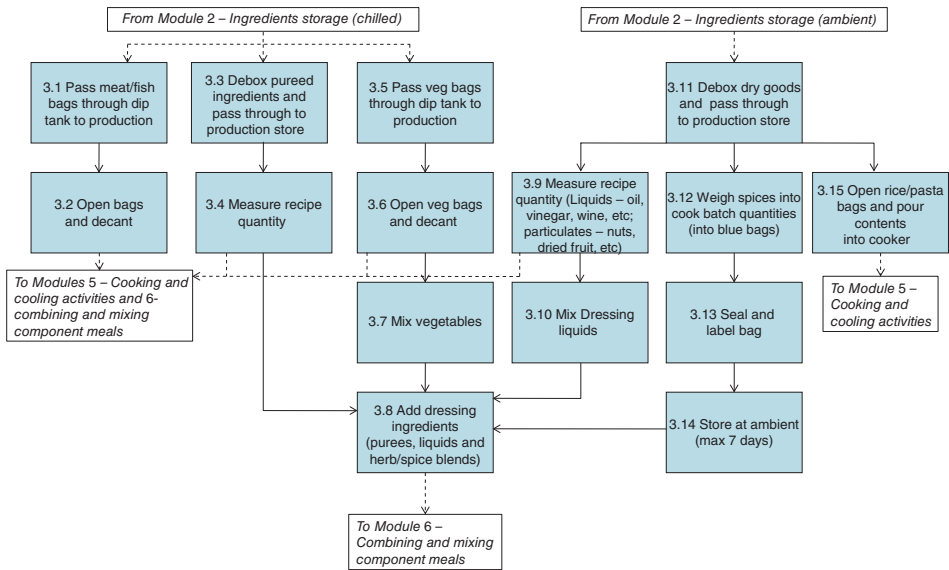 From Module 2 – Ingredients storage (chilled)
From Module 2 – Ingredients storage (ambient)
3.1 Pass meat/fish
bags through dip
tank to production
3.3 Debox pureed
ingredients and
pass through to
production store
3.5 Pass veg bags
through dip tank to
production
3.11 Debox dry goods
and pass through
to production store
3.2 Open bags
and decant
3.4 Measure recipe
quantity
3.6 Open veg bags
and decant
3.9 Measure recipe
quantity (Liquids – oil,
vinegar, wine, etc;
particulates – nuts,
dried fruit, etc)
3.12 Weigh spices into
cook batch quantities
(into blue bags)
3.15 Open rice/pasta
bags and pour
contents
into cooker
To Modules 5 – Cooking and
cooling activities and 6-
combining and mixing
component meals
3.7 Mix vegetables
3.10 Mix Dressing
liquids
3.13 Seal and
label bag
To Module 5 –
Cooking and
cooling activities
3.8 Add dressing
ingredients
(purees, liquids and
herb/spice blends)
3.14 Store at ambient
(max 7 days)
To Module 6 –
Combining and mixing
component meals